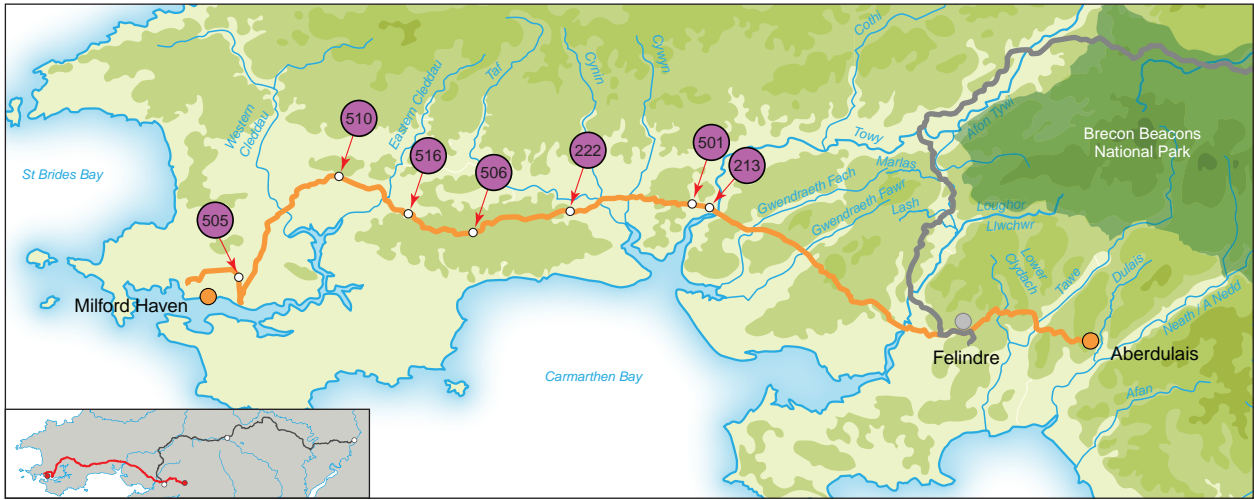 Cothi
Cywyn
Cynin
Taf
Eastern Cleddau
Western
Cleddau
510
516
506
222
501
213
505
Towy
Afon Tywi
Brecon Beacons
National Park
St Brides Bay
Marlas
Gwendraeth Fach
Gwendraeth Fawr
Lash
Loughor
Llwchwr
Lower
Clydach
Tawe
Dulais
Neath / A Nedd
Milford Haven
Felindre
Aberdulais
Carmarthen Bay
Afan